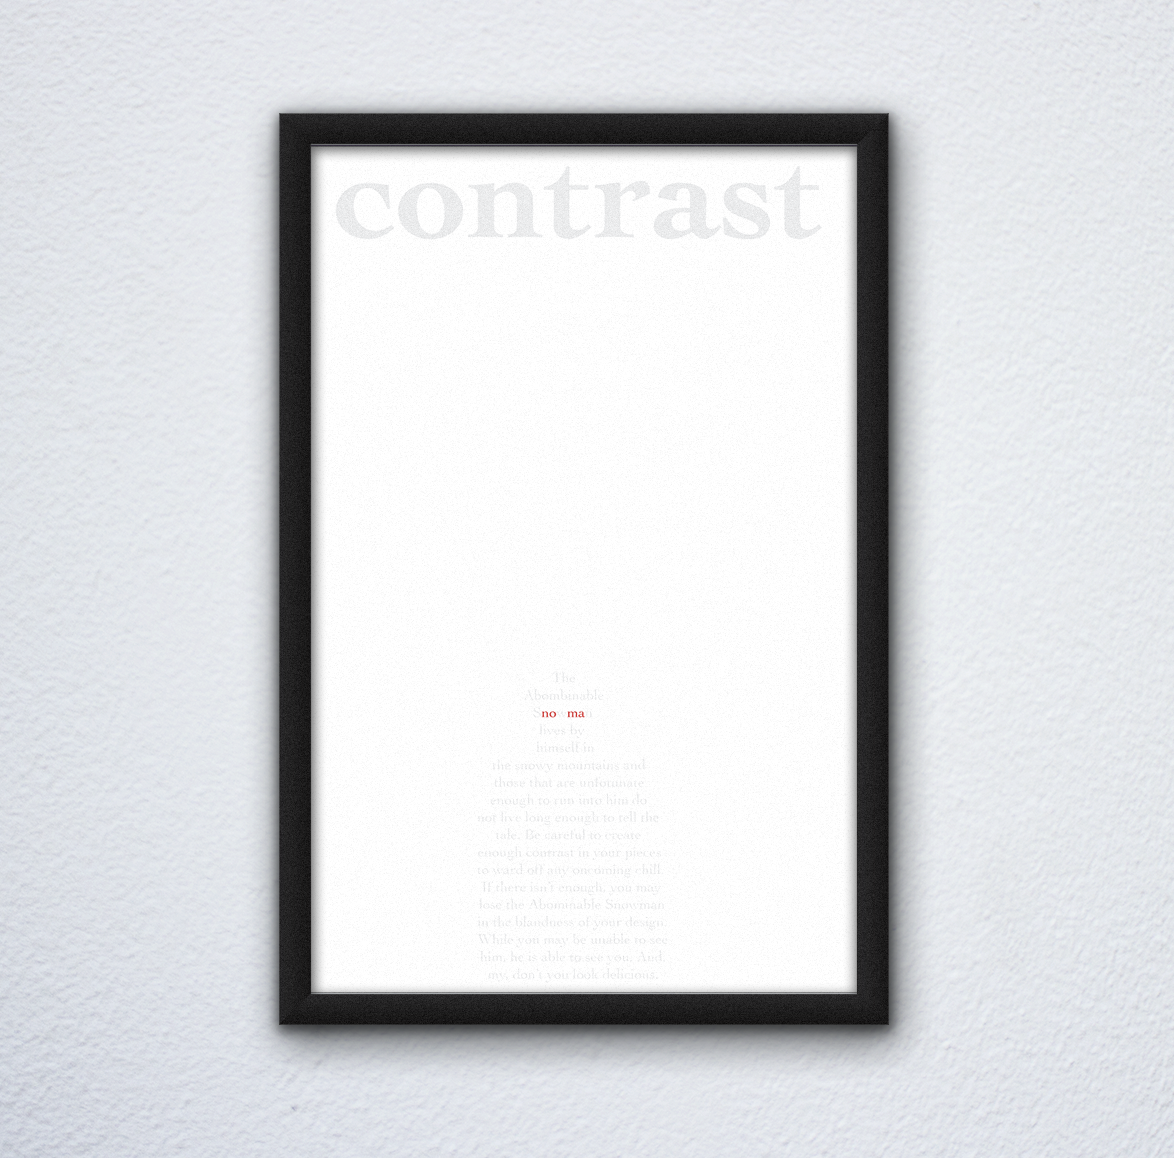 contrast
The
Abominable
Snowman
lives by
himself in
the snowy mountains and
those that are unfortunate
enough to run into him do
not live long enough to tell the
tale. Be careful to create
enough contrast in your pieces
to ward off any oncoming chill.
If there isn't enough, you may
lose the Abominable Snowman
in the blandness of your design.
While you may be unable to see
him, he is able to see you. And,
my, don't you look delicious.